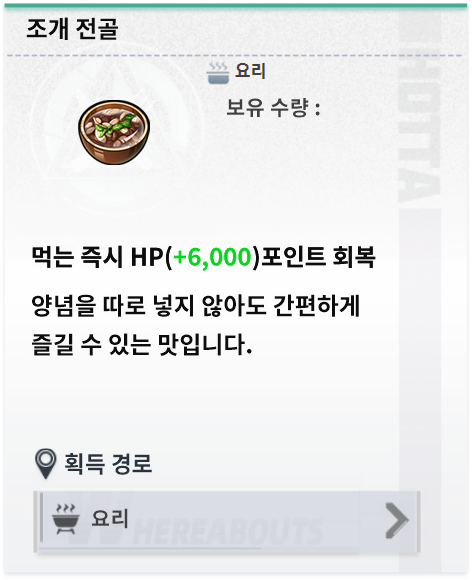 조개 전골
요리
보유 수량 :
HOTTA
먹는 즉시 HP(+6,000)포인트 회복
양념을 따로 넣지 않아도 간편하게
즐길 수 있는 맛입니다.
획득 경로
요리
HEREABOUTS